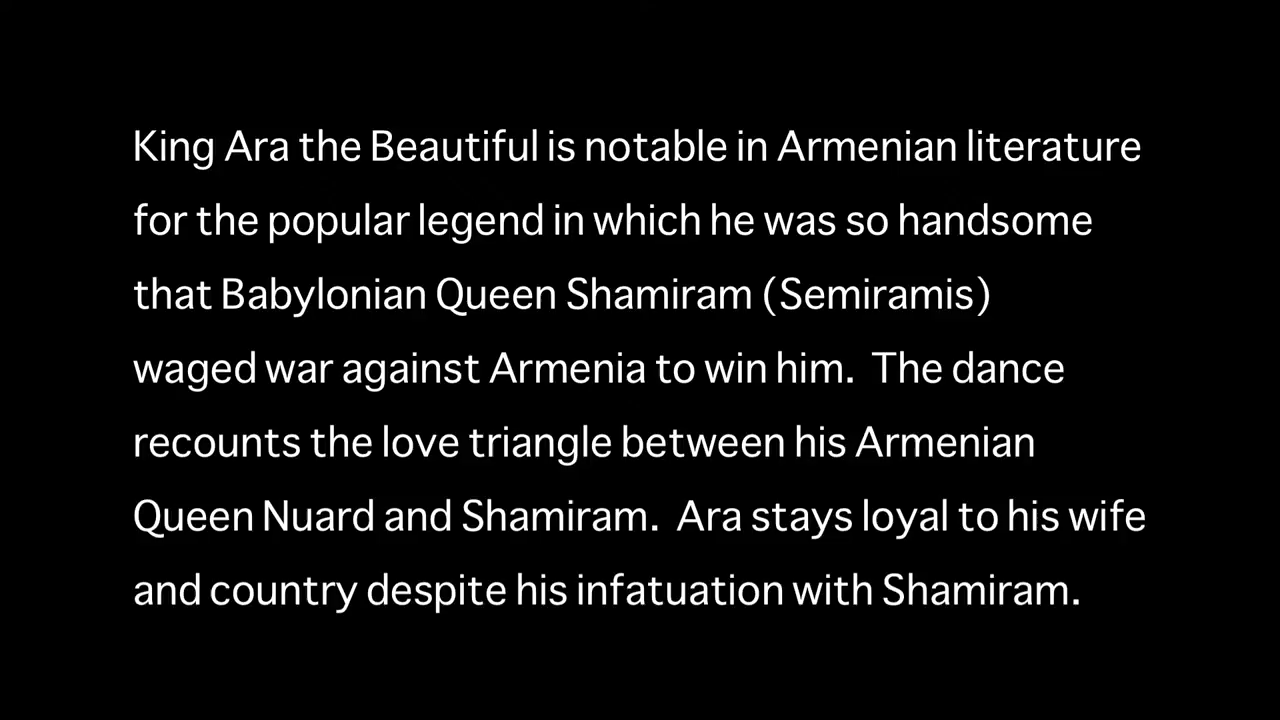 King Ara the Beautiful is notable in Armenian literature
for the popular legend in which he was so handsome
that Babylonian Queen Shamiram (Semiramis)
waged war against Armenia to win him.  The dance
recounts the love triangle between his Armenian
Queen Nuard and Shamiram.  Ara stays loyal to his wife
and country despite his infatuation with Shamiram.